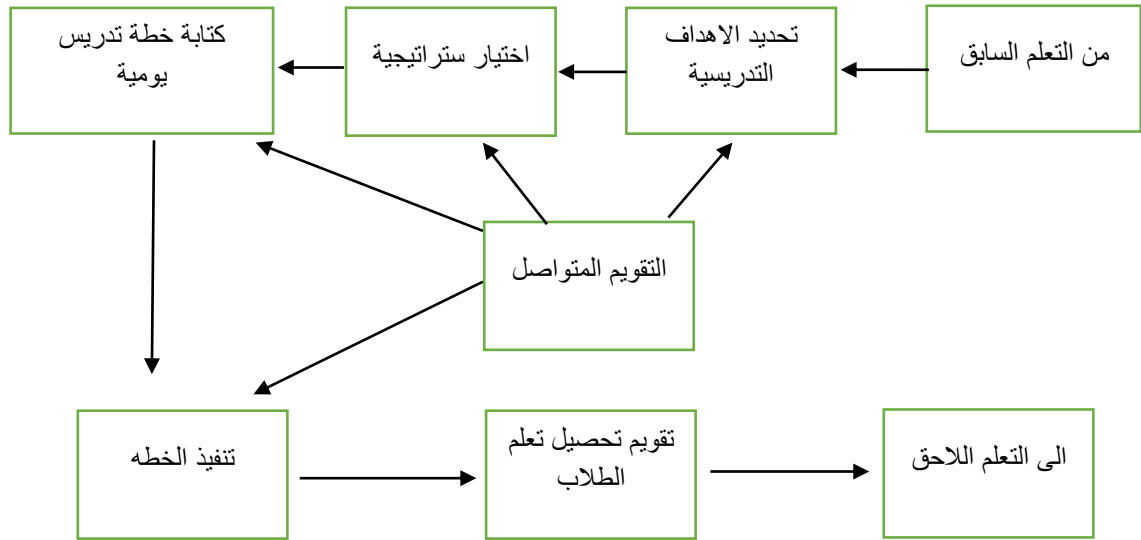 من التعلم السابق
تحديد الاهداف
التدريسية
اختيار ستراتيجية
كتابة خطة تدريس
يومية
التقويم المتواصل
تنفيذ الخطه
تقويم تحصيل تعلم
الطلاب
الى التعلم اللاحق